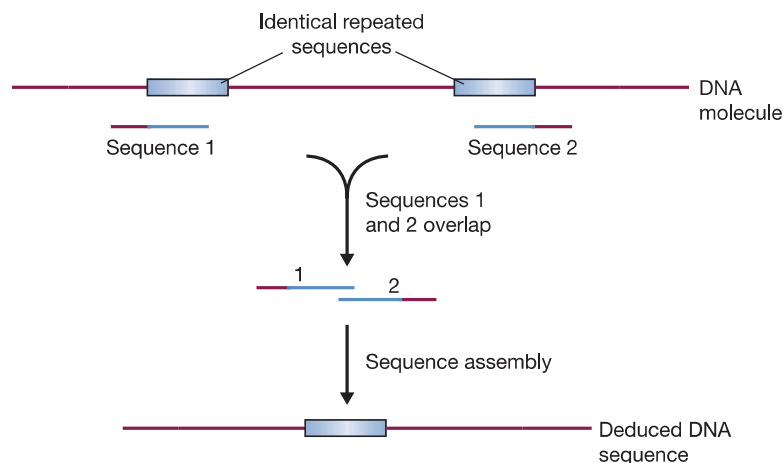 Identical repeated
sequences
DNA
molecule
Sequence 1
Sequence 2
Sequences 1
and 2 overlap
1
2
Sequence assembly
Deduced DNA
sequence